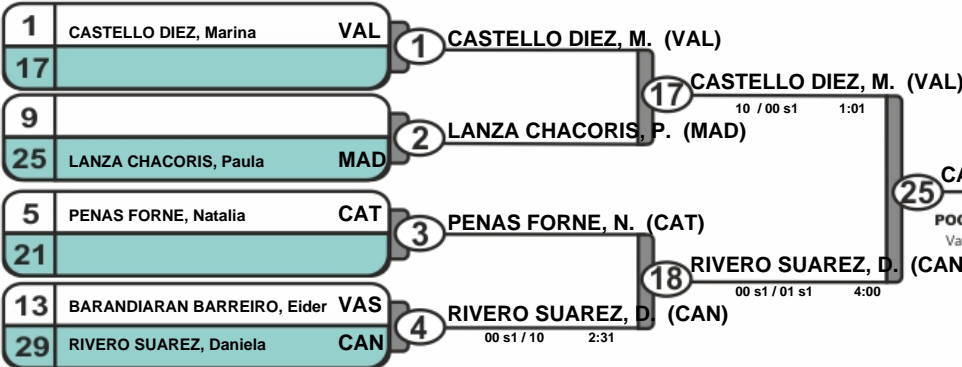 1 CASTELLO DIEZ, Marina VAL
17
1 CASTELLO DIEZ, M. (VAL)
9
25 LANZA CHACORIS, Paula MAD
2 LANZA CHACORIS, P. (MAD)
17 CASTELLO DIEZ, M. (VAL)
10 / 00 s1 1:01
5 PENAS FORNE, Natalia CAT
21
3 PENAS FORNE, N. (CAT)
13 BARANDIARAN BARREIRO, Eider VAS
29 RIVERO SUAREZ, Daniela CAN
4 RIVERO SUAREZ, D. (CAN)
00 s1 / 10 2:31
18 RIVERO SUAREZ, D. (CAN
00 s1 / 01 s1 4:00
25 CA
POO
Va